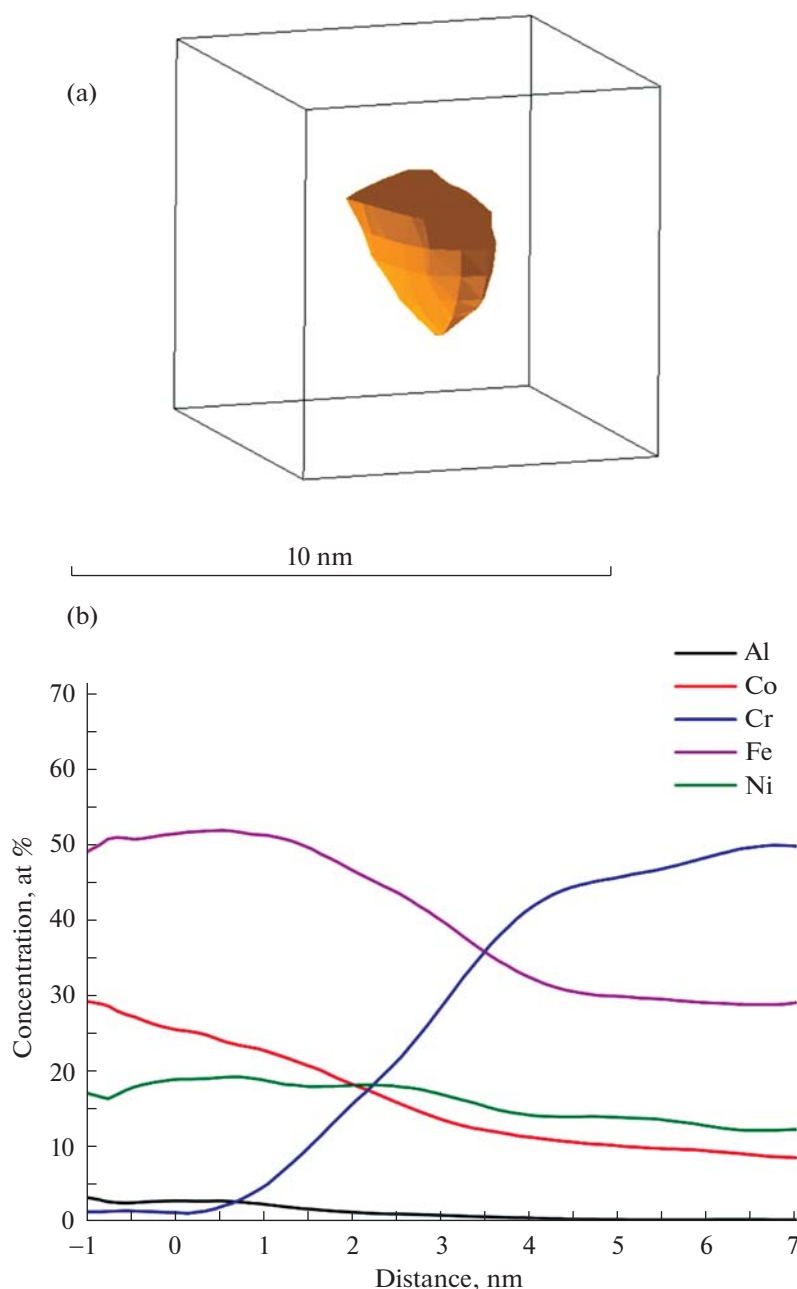 (a)
10 nm
(b)
Al
Co
Cr
Fe
Ni
70
60
50
40
30
20
10
0
Concentration, at %
–1 0 1 2 3 4 5 6 7
Distance, nm